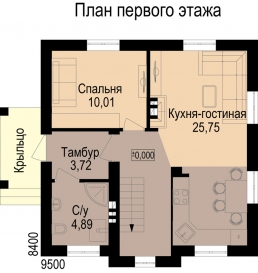 План первого этажа
Спальня
10,01
Кухня-гостиная
25,75
Крыльцо
Тамбур
3,72
±0,000
С/у
4,89
8400
9500